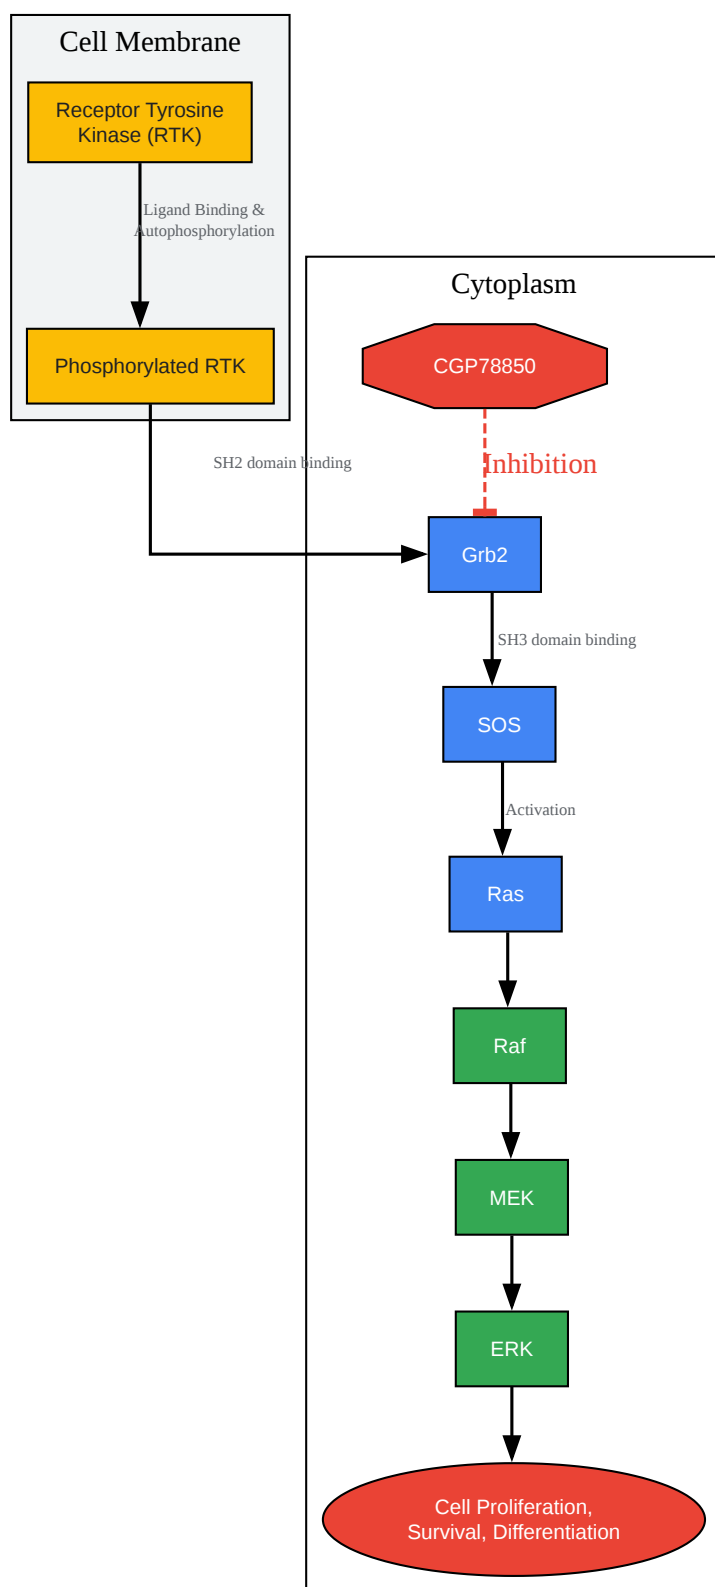 Cell Membrane
Receptor Tyrosine
Kinase (RTK)
Ligand Binding &
Autophosphorylation
Phosphorylated RTK
Cytoplasm
CGP78850
SH2 domain binding
Inhibition
Grb2
SH3 domain binding
SOS
Activation
Ras
Raf
MEK
ERK
Cell Proliferation,
Survival, Differentiation